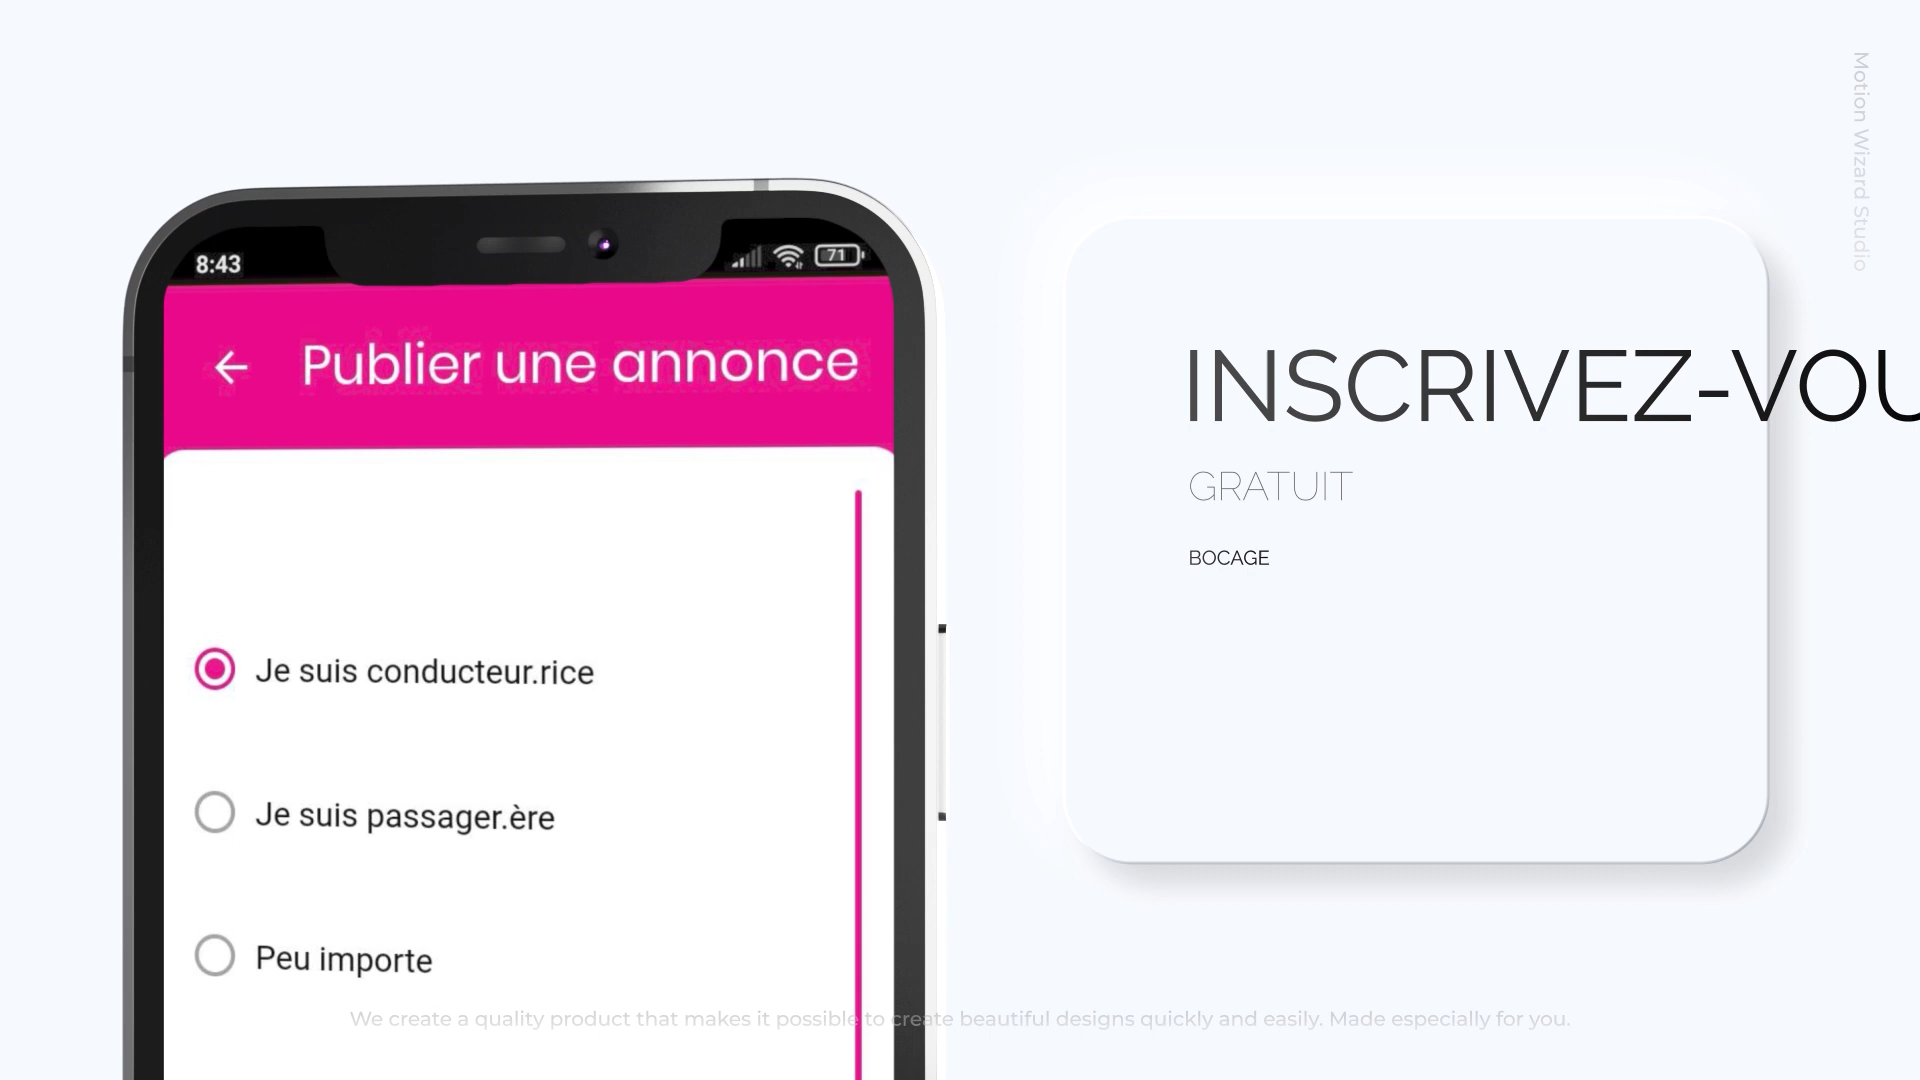 8:43
71
Publier une annonce
Je suis conducteur.rice
Je suis passager.ère
Peu importe
INSCRIVEZ-VOU
GRATUIT
BOCAGE
Motion Wizard Studio
We create a quality product that makes it possible to create beautiful designs quickly and easily. Made especially for you.